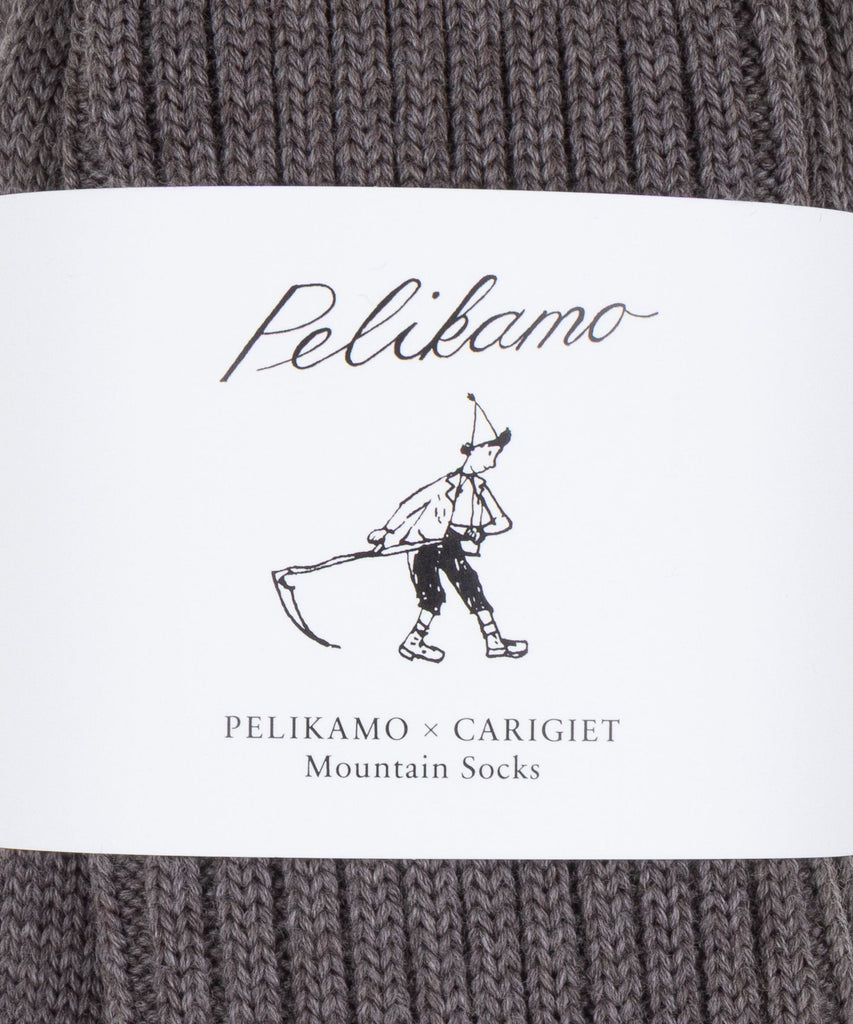 Pelikamo
PELIKAMO × CARIGIET
Mountain Socks